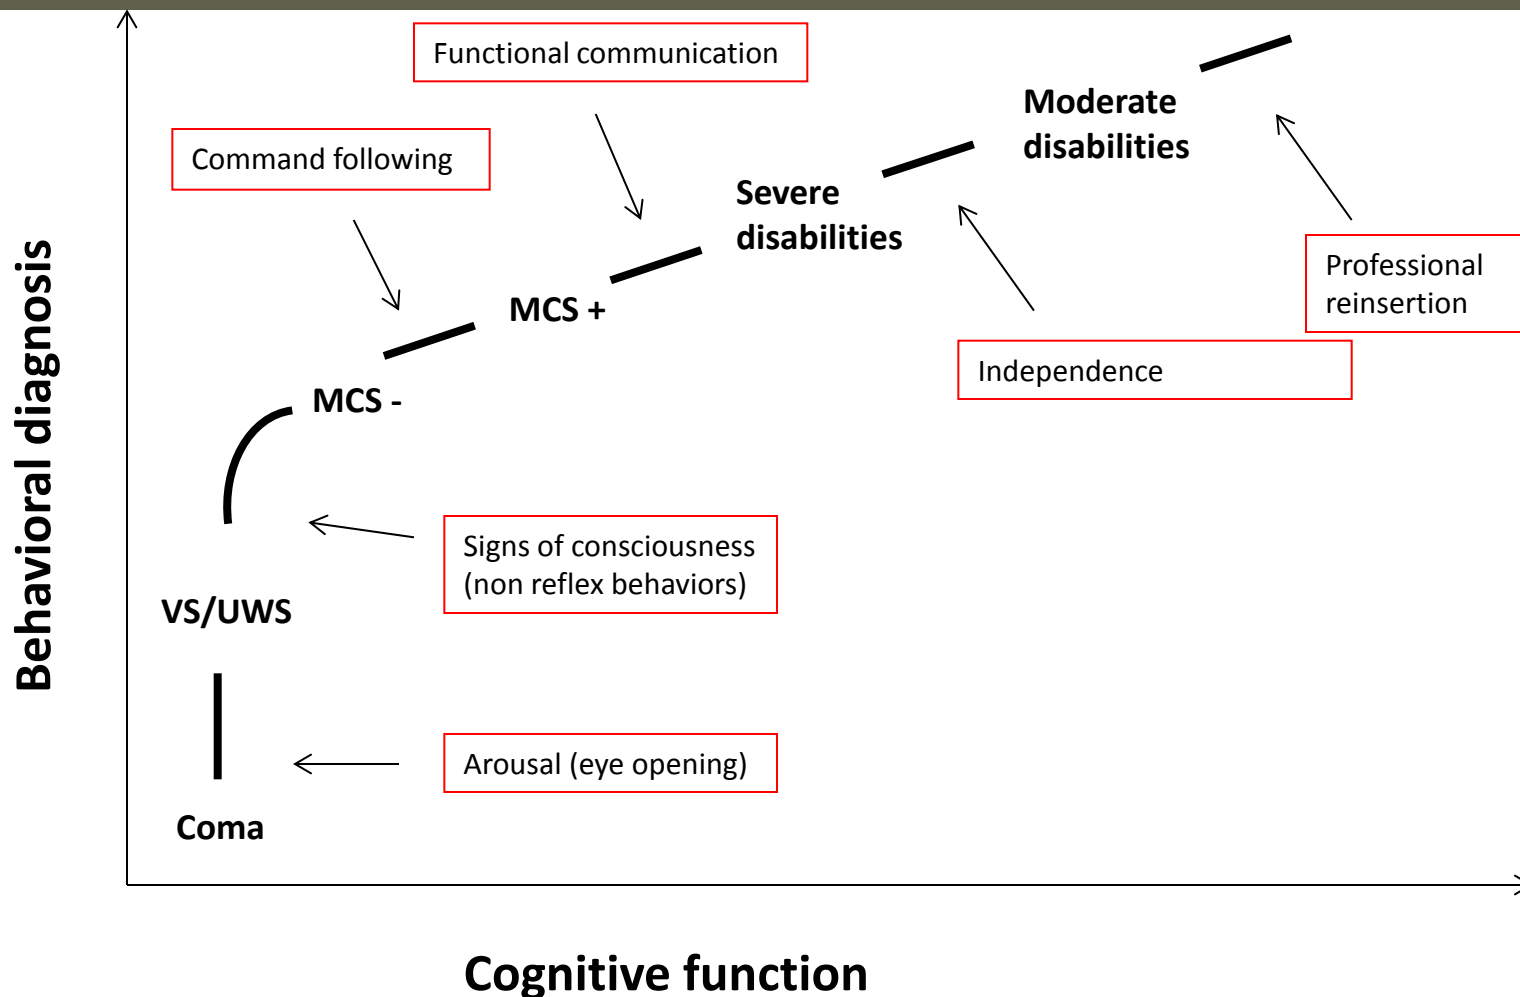 Functional communication
Moderate
disabilities
Command following
Severe
disabilities
Professional
reinsertion
MCS +
Independence
MCS -
Signs of consciousness
(non reflex behaviors)
VS/UWS
Arousal (eye opening)
Coma
Behavioral diagnosis
Cognitive function